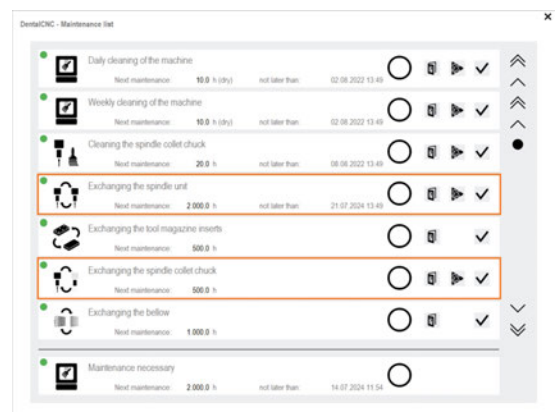 DentalCNC - Maintenance list
Daily cleaning of the machine
Next maintenance: 10.0 h (dry) not later than: 02.08.2022 13:49
Weekly cleaning of the machine
Next maintenance: 10.0 h (dry) not later than: 02.08.2022 13:49
Cleaning the spindle collet chuck
Next maintenance: 20.0 h not later than: 08.08.2022 13:49
Exchanging the spindle unit
Next maintenance: 2 000.0 h not later than: 21.07.2024 13:49
Exchanging the tool magazine inserts
Next maintenance: 500.0 h
Exchanging the spindle collet chuck
Next maintenance: 500.0 h
Exchanging the bellow
Next maintenance: 1 000.0 h
Maintenance necessary
Next maintenance: 2 000.0 h not later than: 14.07.2024 11:54